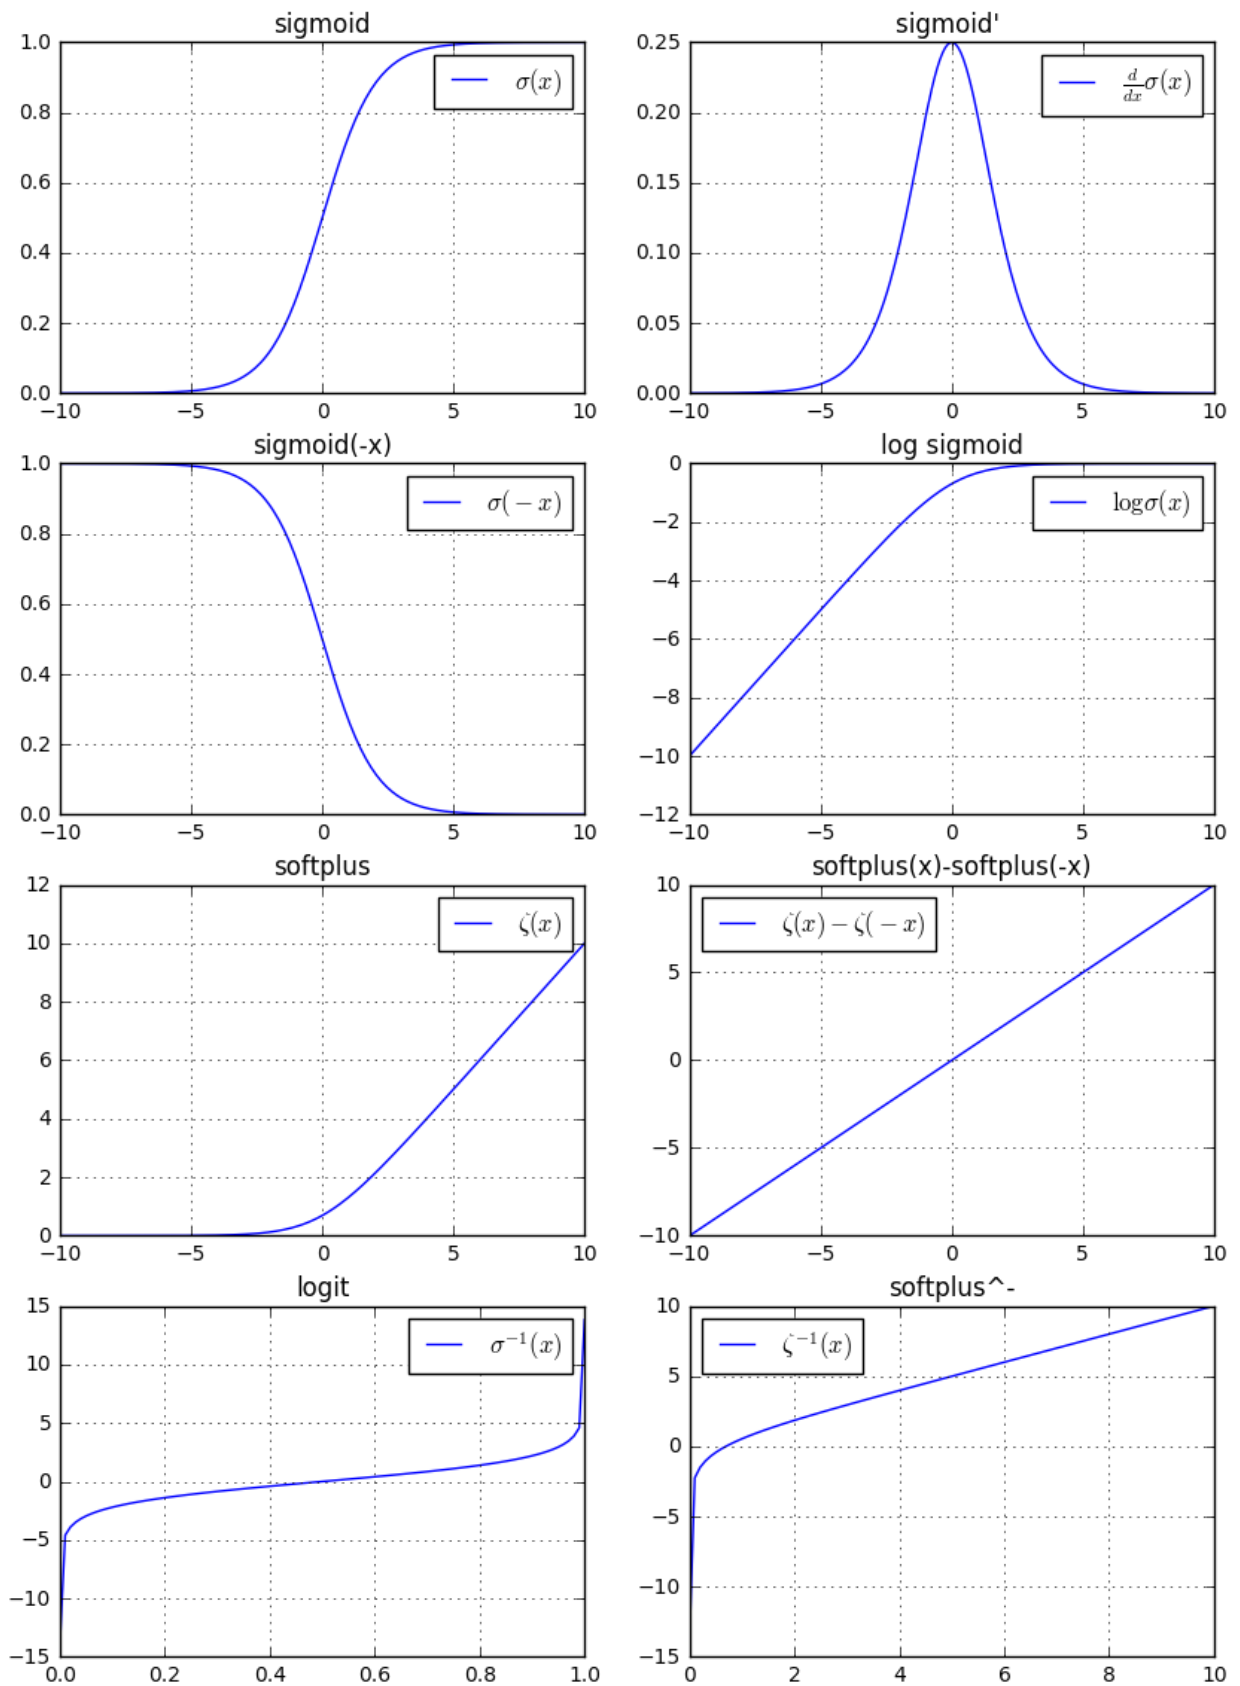 sigmoid
1.0
0.8
0.6
0.4
0.2
0.0
σ(x)
−10 −5 0 5 10
sigmoid'
0.25
0.20
0.15
0.10
0.05
0.00
d/dx σ(x)
−10 −5 0 5 10
sigmoid(-x)
1.0
0.8
0.6
0.4
0.2
0.0
σ(−x)
−10 −5 0 5 10
log sigmoid
0
−2
−4
−6
−8
−10
−12
logσ(x)
−10 −5 0 5 10
softplus
12
10
8
6
4
2
0
ζ(x)
−10 −5 0 5 10
softplus(x)-softplus(-x)
10
5
0
−5
−10
ζ(x)−ζ(−x)
−10 −5 0 5 10
logit
15
10
5
0
−5
−10
−15
σ⁻¹(x)
0.0 0.2 0.4 0.6 0.8 1.0
softplus^-
10
5
0
−5
−10
−15
ζ⁻¹(x)
0 2 4 6 8 10